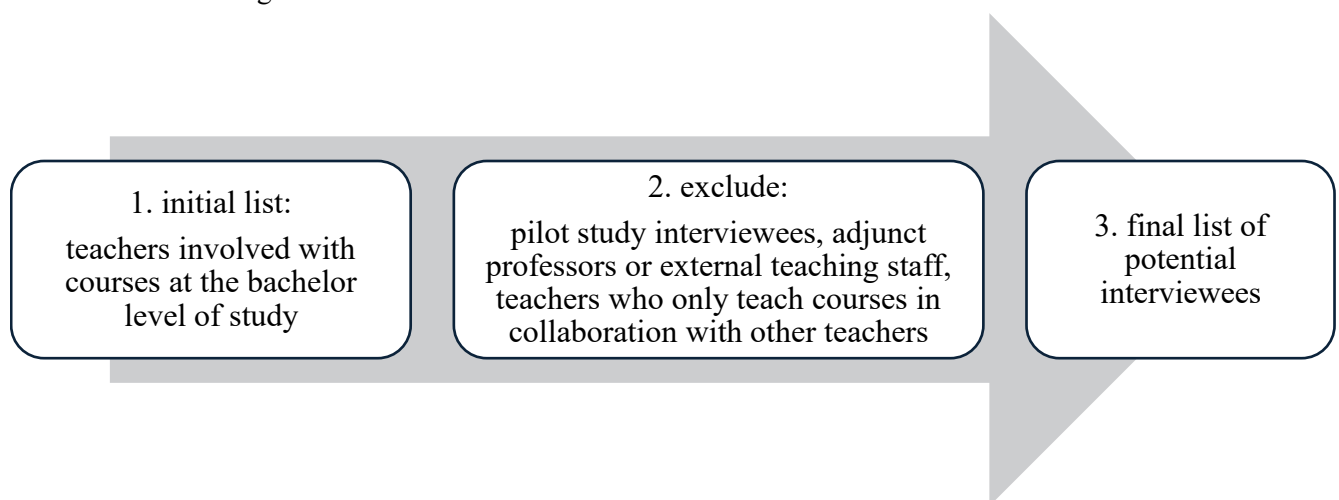 1. initial list:
teachers involved with
courses at the bachelor
level of study
2. exclude:
pilot study interviewees, adjunct
professors or external teaching staff,
teachers who only teach courses in
collaboration with other teachers
3. final list of
potential
interviewees